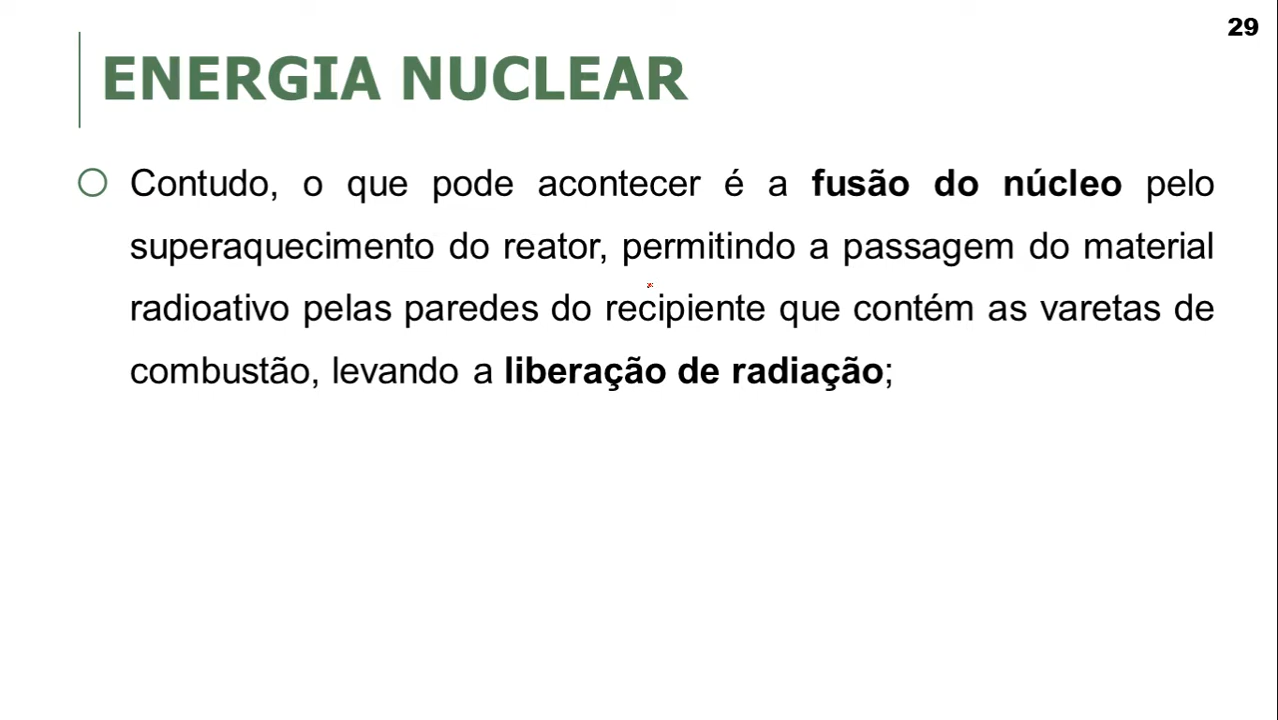 29
ENERGIA NUCLEAR
Contudo, o que pode acontecer é a fusão do núcleo pelo
superaquecimento do reator, permitindo a passagem do material
radioativo pelas paredes do recipiente que contém as varetas de
combustão, levando a liberação de radiação;